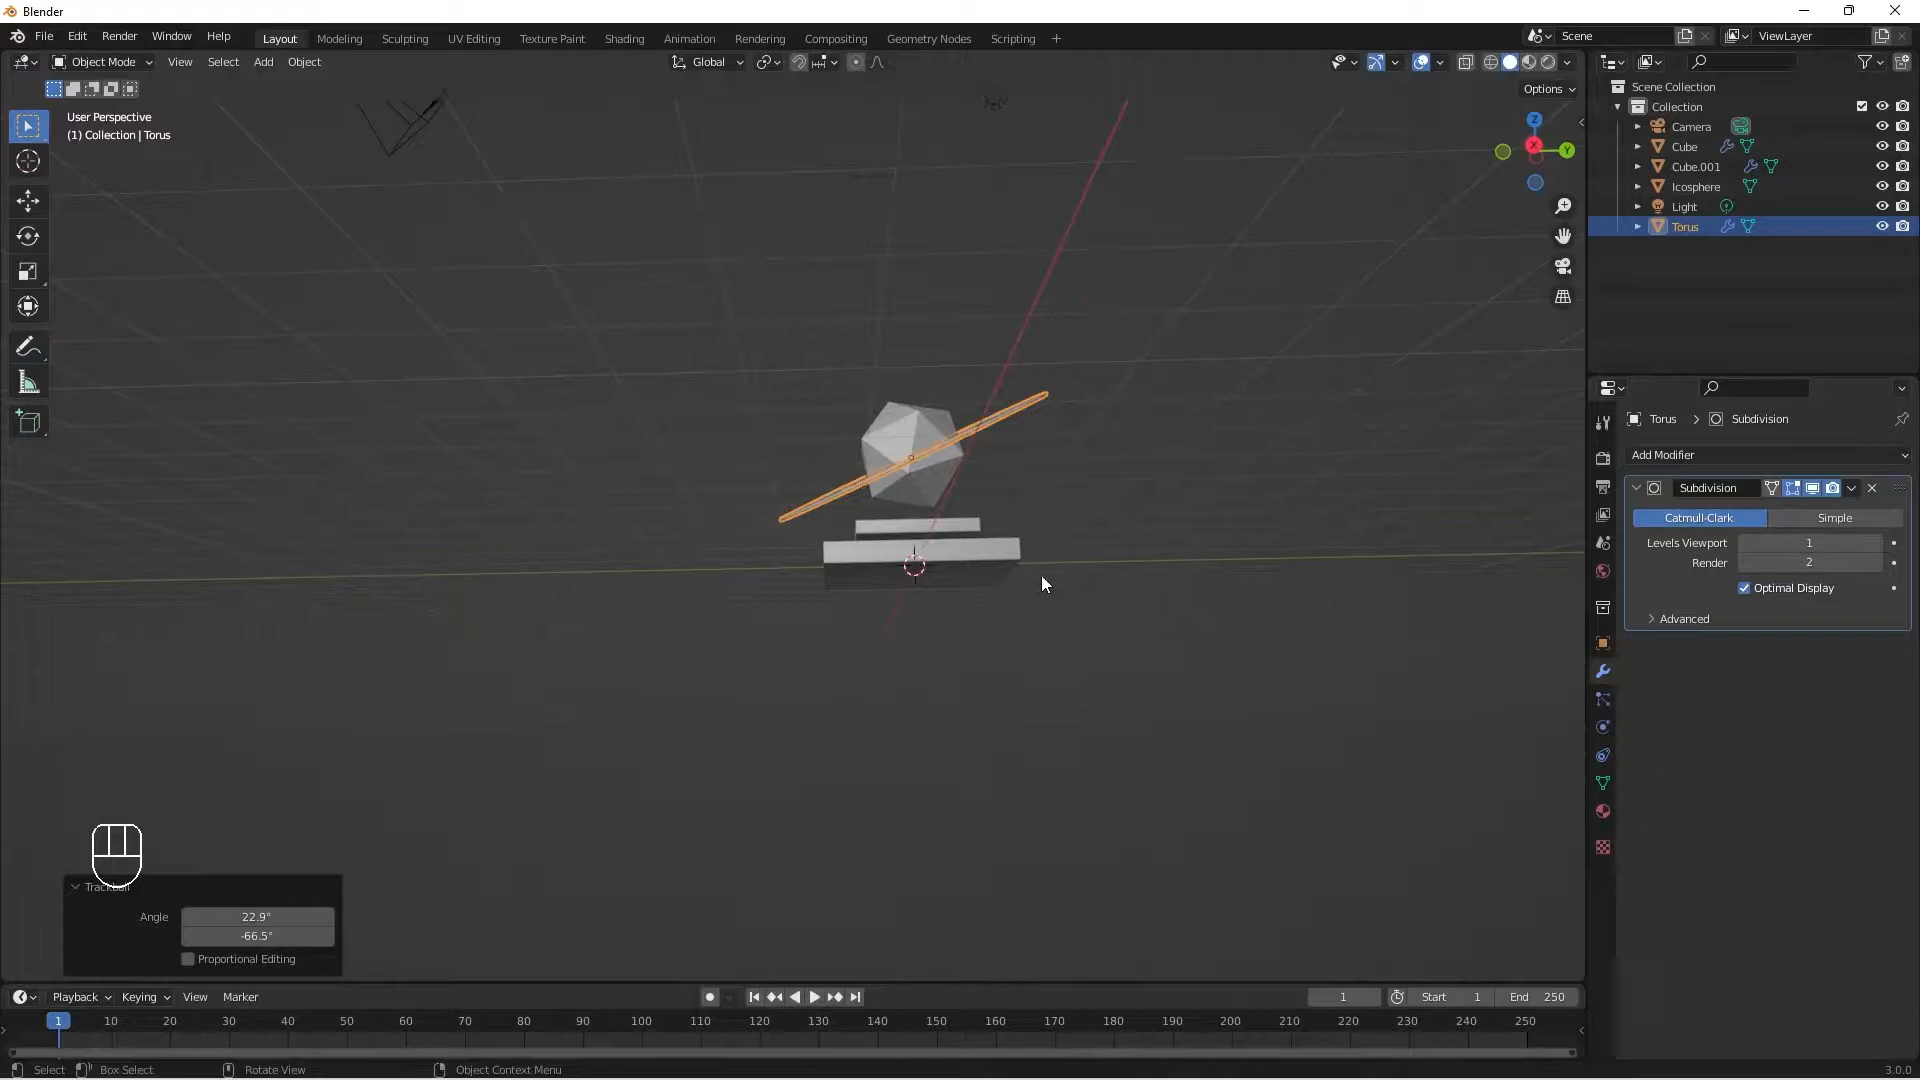 Blender
File Edit Render Window Help
Layout Modeling Sculpting UV Editing Texture Paint Shading Animation Rendering Compositing Geometry Nodes Scripting +
Scene
ViewLayer
Object Mode View Select Add Object
Global
Options
User Perspective
(1) Collection | Torus
Z
X
Y
Scene Collection
Collection
Camera
Cube
Cube.001
Icosphere
Light
Torus
Torus > Subdivision
Add Modifier
Subdivision
Catmull-Clark Simple
Levels Viewport 1
Render 2
Optimal Display
Advanced
Trackball
Angle 22.9°
-66.5°
Proportional Editing
Playback Keying View Marker
1 Start 1 End 250
1 10 20 30 40 50 60 70 80 90 100 110 120 130 140 150 160 170 180 190 200 210 220 230 240 250
Select Box Select Rotate View Object Context Menu 3.0.0